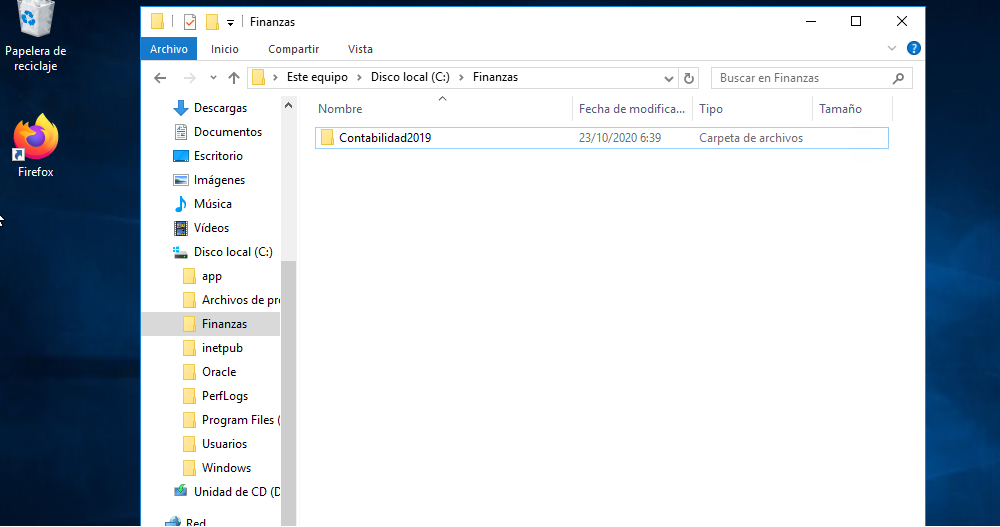 Papelera de
reciclaje
Firefox
Finanzas
Archivo Inicio Compartir Vista
Este equipo > Disco local (C:) > Finanzas
Buscar en Finanzas
Descargas
Documentos
Escritorio
Imágenes
Música
Vídeos
Disco local (C:)
app
Archivos de pr
Finanzas
inetpub
Oracle
PerfLogs
Program Files (
Usuarios
Windows
Unidad de CD (D
Red
Nombre Fecha de modifica... Tipo Tamaño
Contabilidad2019 23/10/2020 6:39 Carpeta de archivos